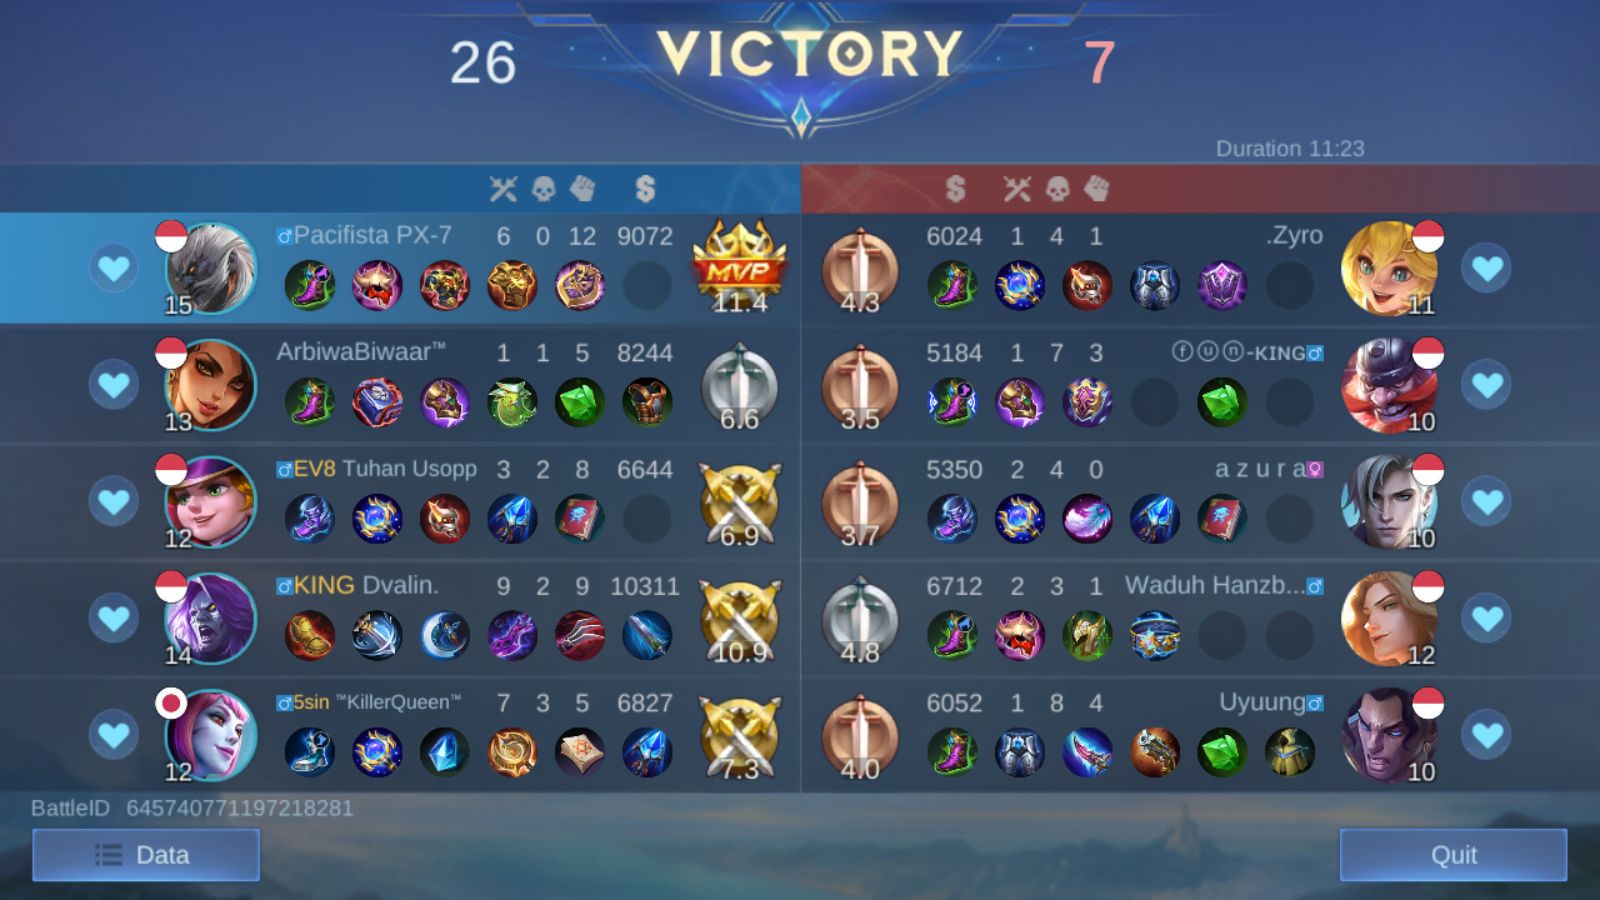 26 VICTORY 7
Duration 11:23
Pacifista PX-7 6 0 12 9072 MVP 11.4 15
4.3 6024 1 4 1 .Zyro 11
ArbiwaBiwaar™ 1 1 5 8244 6.6 13
3.5 5184 1 7 3 ⓕⓤⓝ-KING 10
EV8 Tuhan Usopp 3 2 8 6644 6.9 12
3.7 5350 2 4 0 a z u r a 10
KING Dvalin. 9 2 9 10311 10.9 14
4.8 6712 2 3 1 Waduh Hanzb... 12
5sin ™KillerQueen™ 7 3 5 6827 7.3 12
4.0 6052 1 8 4 Uyuung 10
BattleID 645740771197218281
Data
Quit